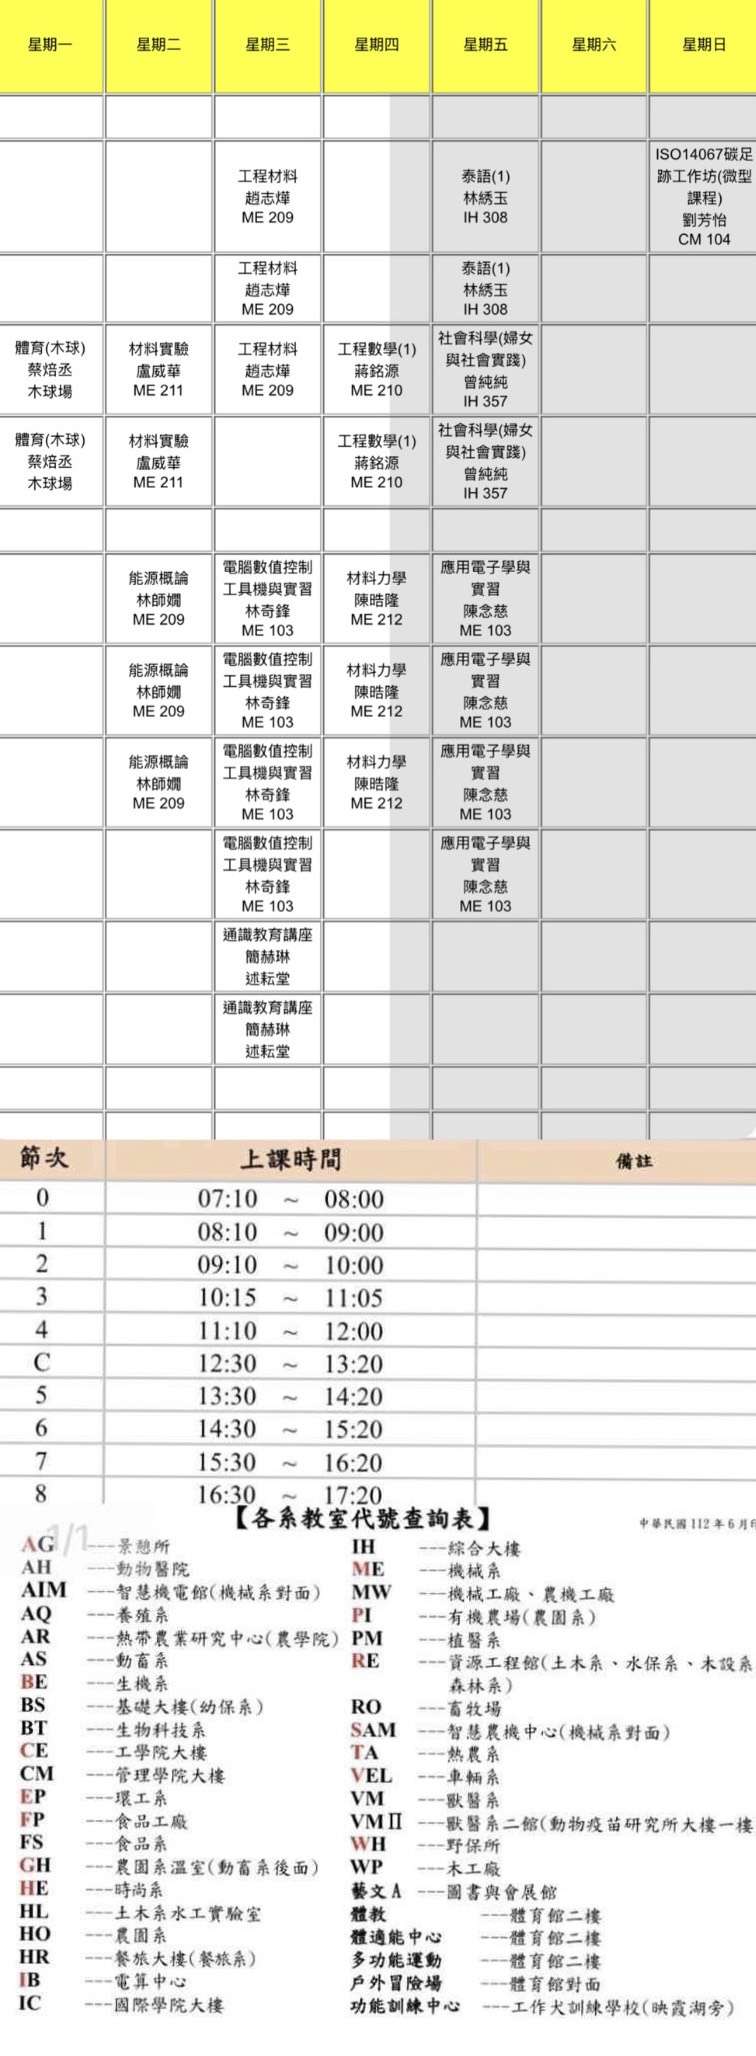 星期一 星期二 星期三 星期四 星期五 星期六 星期日
工程材料
趙志燁
ME 209
泰語(1)
林綉玉
IH 308
ISO14067碳足
跡工作坊(微型
課程)
劉芳怡
CM 104
工程材料
趙志燁
ME 209
泰語(1)
林綉玉
IH 308
體育(木球)
蔡焙丞
木球場
材料實驗
盧威華
ME 211
工程材料
趙志燁
ME 209
工程數學(1)
蔣銘源
ME 210
社會科學(婦女
與社會實踐)
曾純純
IH 357
體育(木球)
蔡焙丞
木球場
材料實驗
盧威華
ME 211
工程數學(1)
蔣銘源
ME 210
社會科學(婦女
與社會實踐)
曾純純
IH 357
能源概論
林師嫺
ME 209
電腦數值控制
工具機與實習
林奇鋒
ME 103
材料力學
陳晧隆
ME 212
應用電子學與
實習
陳念慈
ME 103
能源概論
林師嫺
ME 209
電腦數值控制
工具機與實習
林奇鋒
ME 103
材料力學
陳晧隆
ME 212
應用電子學與
實習
陳念慈
ME 103
能源概論
林師嫺
ME 209
電腦數值控制
工具機與實習
林奇鋒
ME 103
材料力學
陳晧隆
ME 212
應用電子學與
實習
陳念慈
ME 103
電腦數值控制
工具機與實習
林奇鋒
ME 103
應用電子學與
實習
陳念慈
ME 103
通識教育講座
簡赫琳
述耘堂
通識教育講座
簡赫琳
述耘堂
節次 上課時間 備註
0 07:10 ~ 08:00
1 08:10 ~ 09:00
2 09:10 ~ 10:00
3 10:15 ~ 11:05
4 11:10 ~ 12:00
C 12:30 ~ 13:20
5 13:30 ~ 14:20
6 14:30 ~ 15:20
7 15:30 ~ 16:20
8 16:30 ~ 17:20
【各系教室代號查詢表】
中華民國 112 年 6 月印
1/1
AG ---景憩所
AH ---動物醫院
AIM ---智慧機電館(機械系對面)
AQ ---養殖系
AR ---熱帶農業研究中心(農學院)
AS ---動畜系
BE ---生機系
BS ---基礎大樓(幼保系)
BT ---生物科技系
CE ---工學院大樓
CM ---管理學院大樓
EP ---環工系
FP ---食品工廠
FS ---食品系
GH ---農園系溫室(動畜系後面)
HE ---時尚系
HL ---土木系水工實驗室
HO ---農園系
HR ---餐旅大樓(餐旅系)
IB ---電算中心
IC ---國際學院大樓
IH ---綜合大樓
ME ---機械系
MW ---機械工廠、農機工廠
PI ---有機農場(農園系)
PM ---植醫系
RE ---資源工程館(土木系、水保系、木設系
森林系)
RO ---畜牧場
SAM ---智慧農機中心(機械系對面)
TA ---熱農系
VEL ---車輛系
VM ---獸醫系
VMⅡ ---獸醫系二館(動物疫苗研究所大樓一樓
WH ---野保所
WP ---木工廠
藝文A ---圖書與會展館
體教 ---體育館二樓
體適能中心 ---體育館二樓
多功能運動 ---體育館二樓
戶外冒險場 ---體育館對面
功能訓練中心 ---工作犬訓練學校(映霞湖旁)